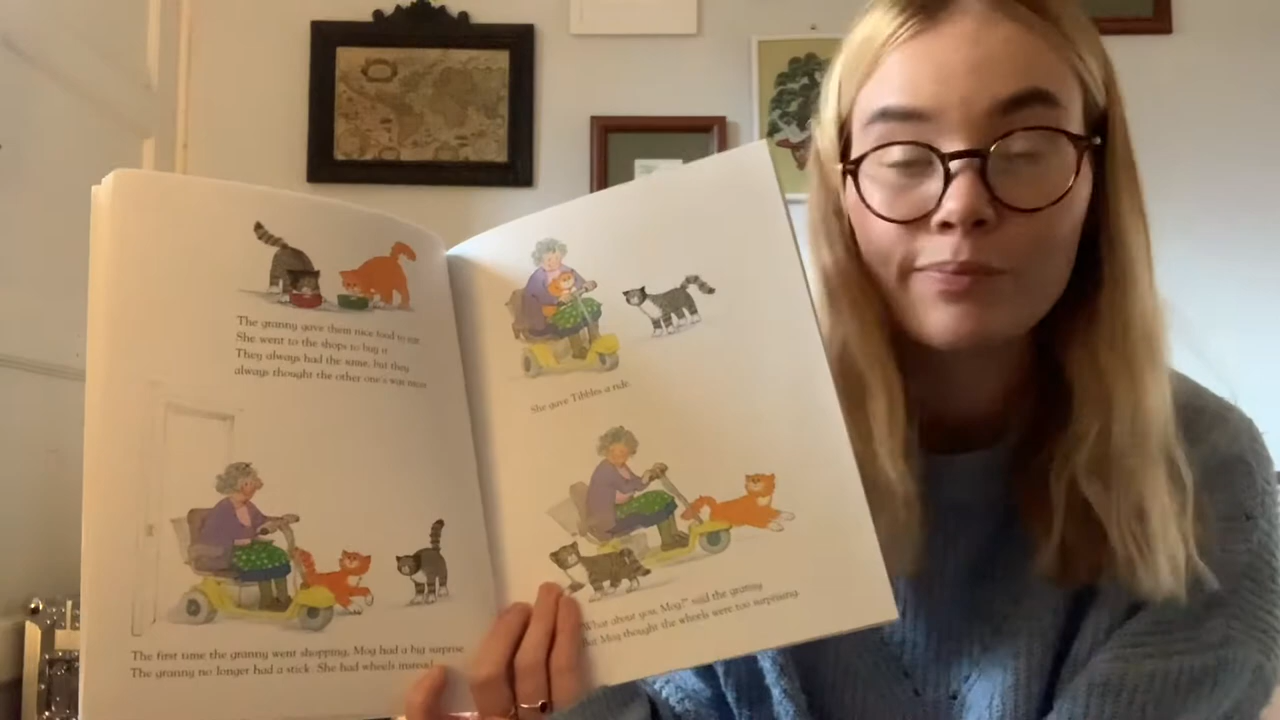 The granny gave them nice food to eat.
She went to the shops to buy it.
They always had the same, but they
always thought the other one's was nicer.
The first time the granny went shopping, Mog had a big surprise.
The granny no longer had a stick. She had wheels instead.
She gave Tibbles a ride.
"What about you, Mog?" said the granny.
But Mog thought the wheels were too surprising.